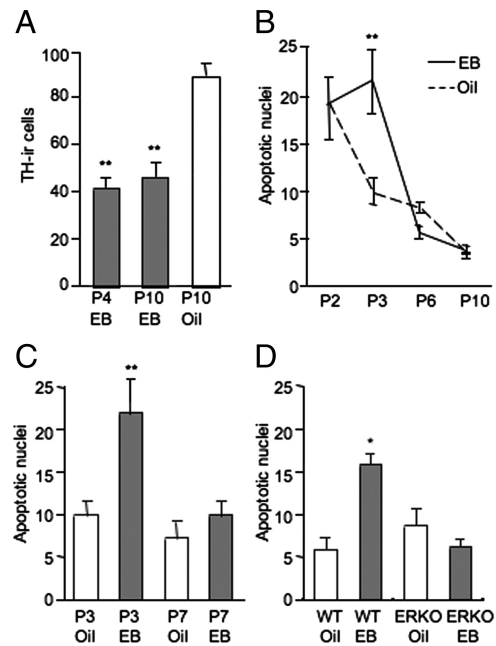 A
TH-ir cells
100
80
60
40
20
0
**
**
P4 P10 P10
EB EB Oil
B
Apoptotic nuclei
25
20
15
10
5
0
**
EB
Oil
P2 P3 P6 P10
C
Apoptotic nuclei
25
20
15
10
5
0
**
P3 P3 P7 P7
Oil EB Oil EB
D
Apoptotic nuclei
25
20
15
10
5
0
*
WT WT ERKO ERKO
Oil EB Oil EB